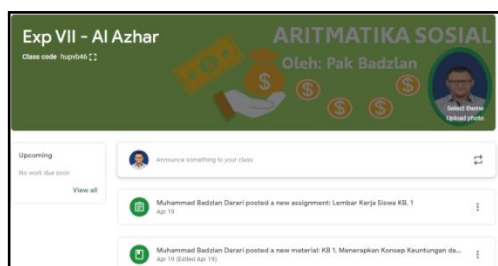 Exp VII - Al Azhar
Class code hupvb46
ARITMATIKA SOSIAL
Oleh: Pak Badzlan
Select theme
Upload photo
Upcoming
No work due soon
View all
Announce something to your class
Muhammad Badzlan Darari posted a new assignment: Lembar Kerja Siswa KB. 1
Apr 19
Muhammad Badzlan Darari posted a new material: KB 1. Menerapkan Konsep Keuntungan da...
Apr 19 (Edited Apr 19)